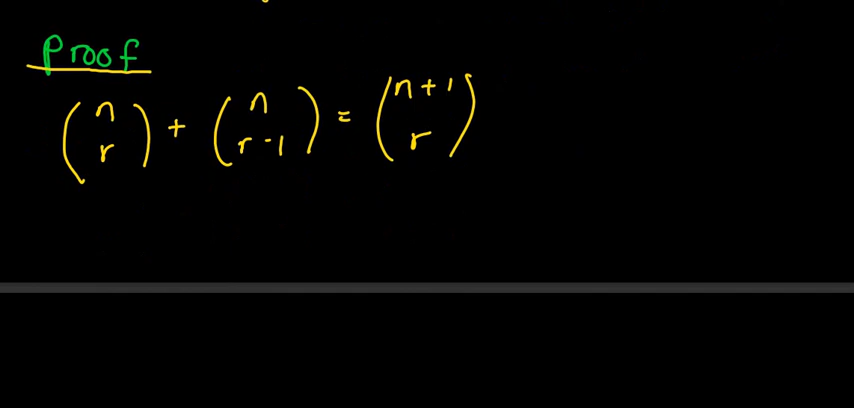 Proof
(n r) + (n r-1) = (n+1 r)